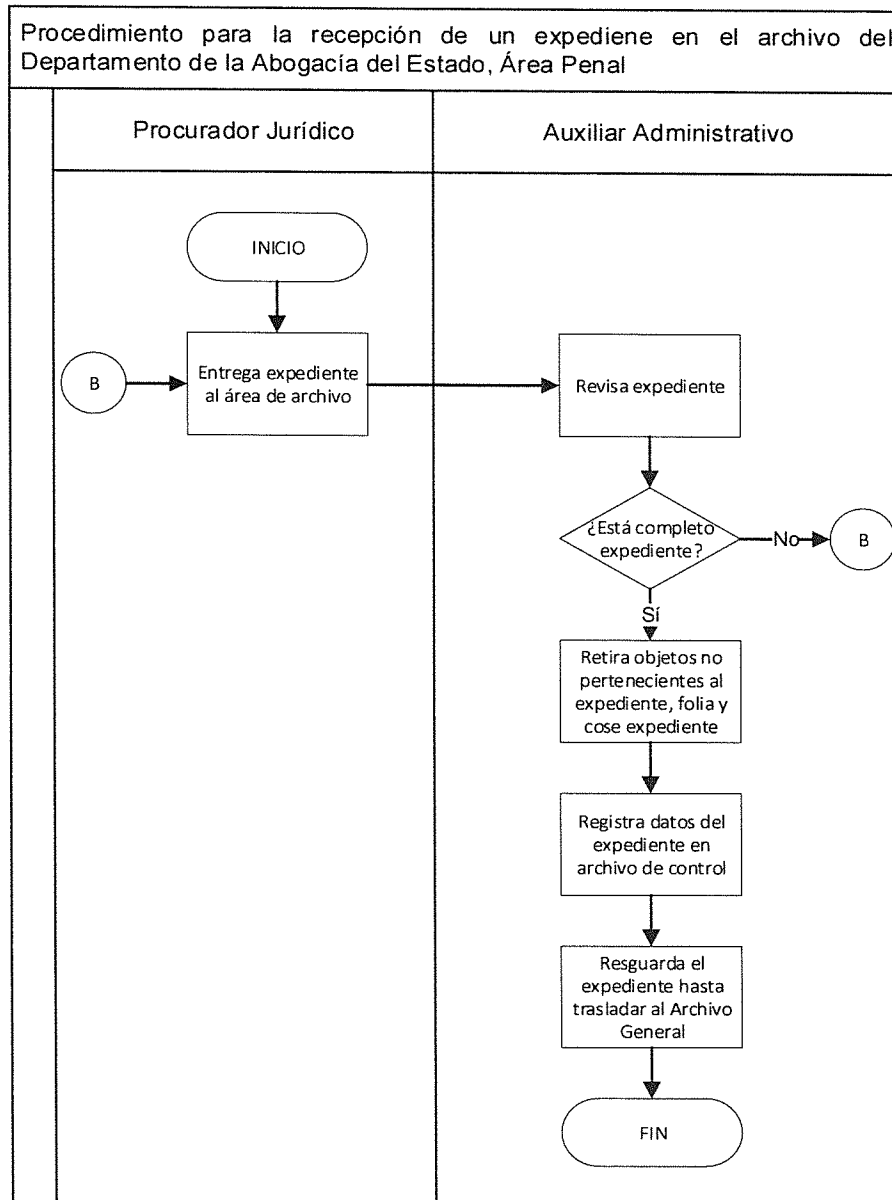 Procedimiento para la recepción de un expediene en el archivo del
Departamento de la Abogacía del Estado, Área Penal
Procurador Jurídico
Auxiliar Administrativo
INICIO
B
Entrega expediente
al área de archivo
Revisa expediente
¿Está completo
expediente?
No
B
Sí
Retira objetos no
pertenecientes al
expediente, folia y
cose expediente
Registra datos del
expediente en
archivo de control
Resguarda el
expediente hasta
trasladar al Archivo
General
FIN